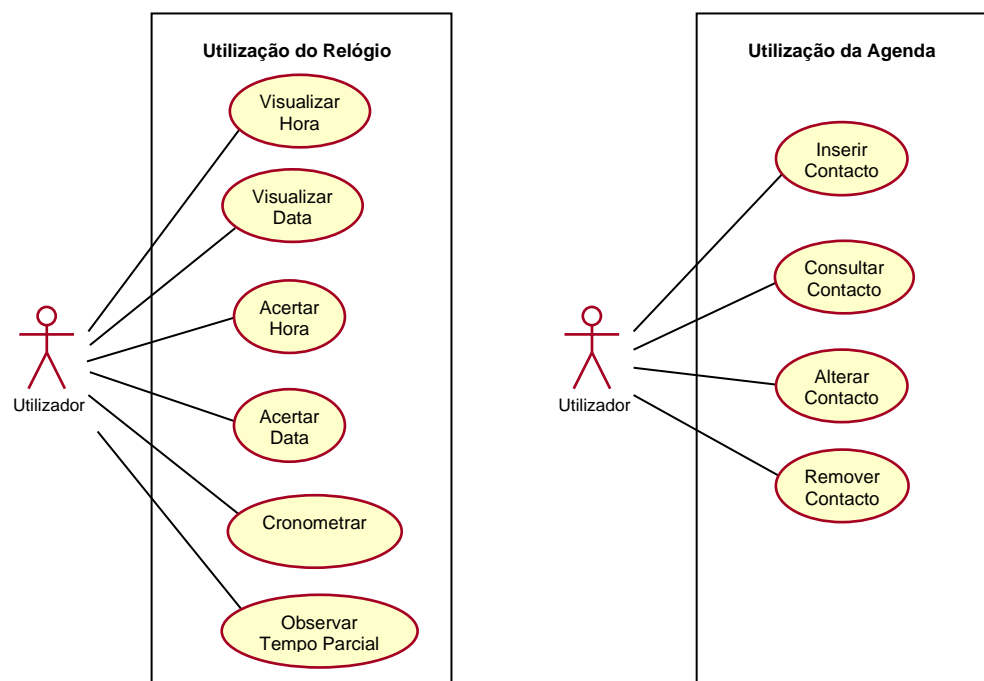 Utilização do Relógio
Visualizar
Hora
Visualizar
Data
Acertar
Hora
Utilizador
Acertar
Data
Cronometrar
Observar
Tempo Parcial
Utilização da Agenda
Inserir
Contacto
Consultar
Contacto
Utilizador
Alterar
Contacto
Remover
Contacto